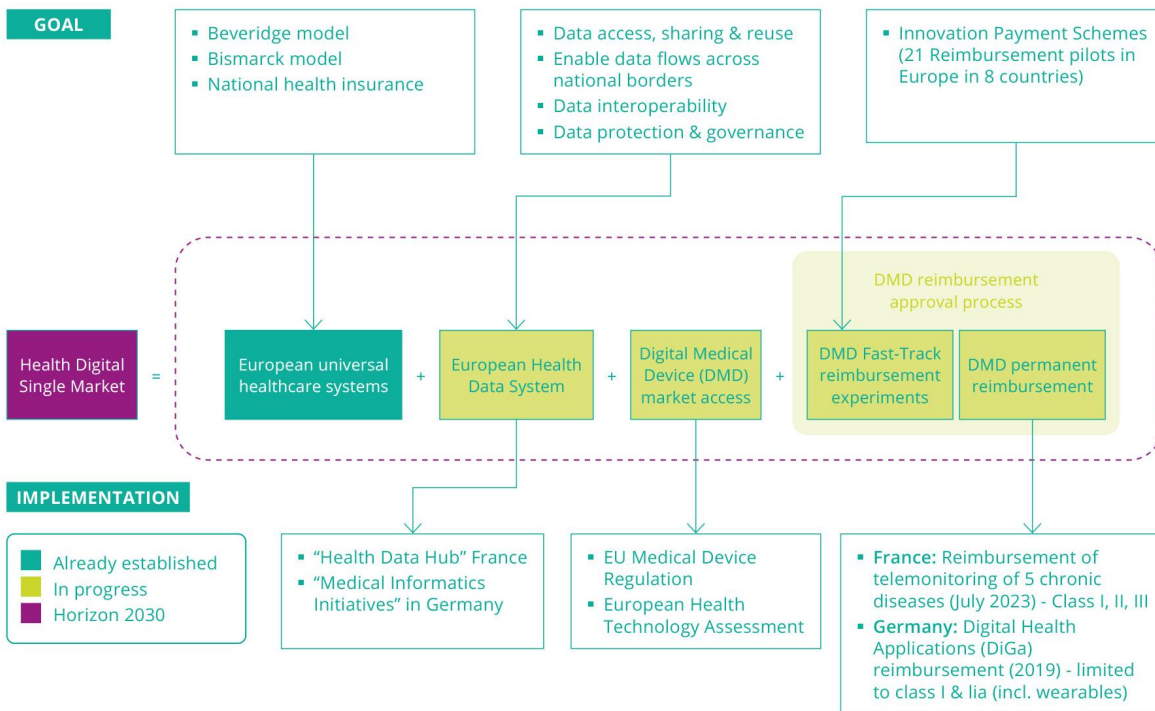 GOAL
▪ Beveridge model
▪ Bismarck model
▪ National health insurance
▪ Data access, sharing & reuse
▪ Enable data flows across
national borders
▪ Data interoperability
▪ Data protection & governance
▪ Innovation Payment Schemes
(21 Reimbursement pilots in
Europe in 8 countries)
DMD reimbursement
approval process
Health Digital
Single Market
=
European universal
healthcare systems
+
European Health
Data System
+
Digital Medical
Device (DMD)
market access
+
DMD Fast-Track
reimbursement
experiments
DMD permanent
reimbursement
IMPLEMENTATION
Already established
In progress
Horizon 2030
▪ “Health Data Hub” France
▪ “Medical Informatics
Initiatives” in Germany
▪ EU Medical Device
Regulation
▪ European Health
Technology Assessment
▪ France: Reimbursement of
telemonitoring of 5 chronic
diseases (July 2023) - Class I, II, III
▪ Germany: Digital Health
Applications (DiGa)
reimbursement (2019) - limited
to class I & lia (incl. wearables)